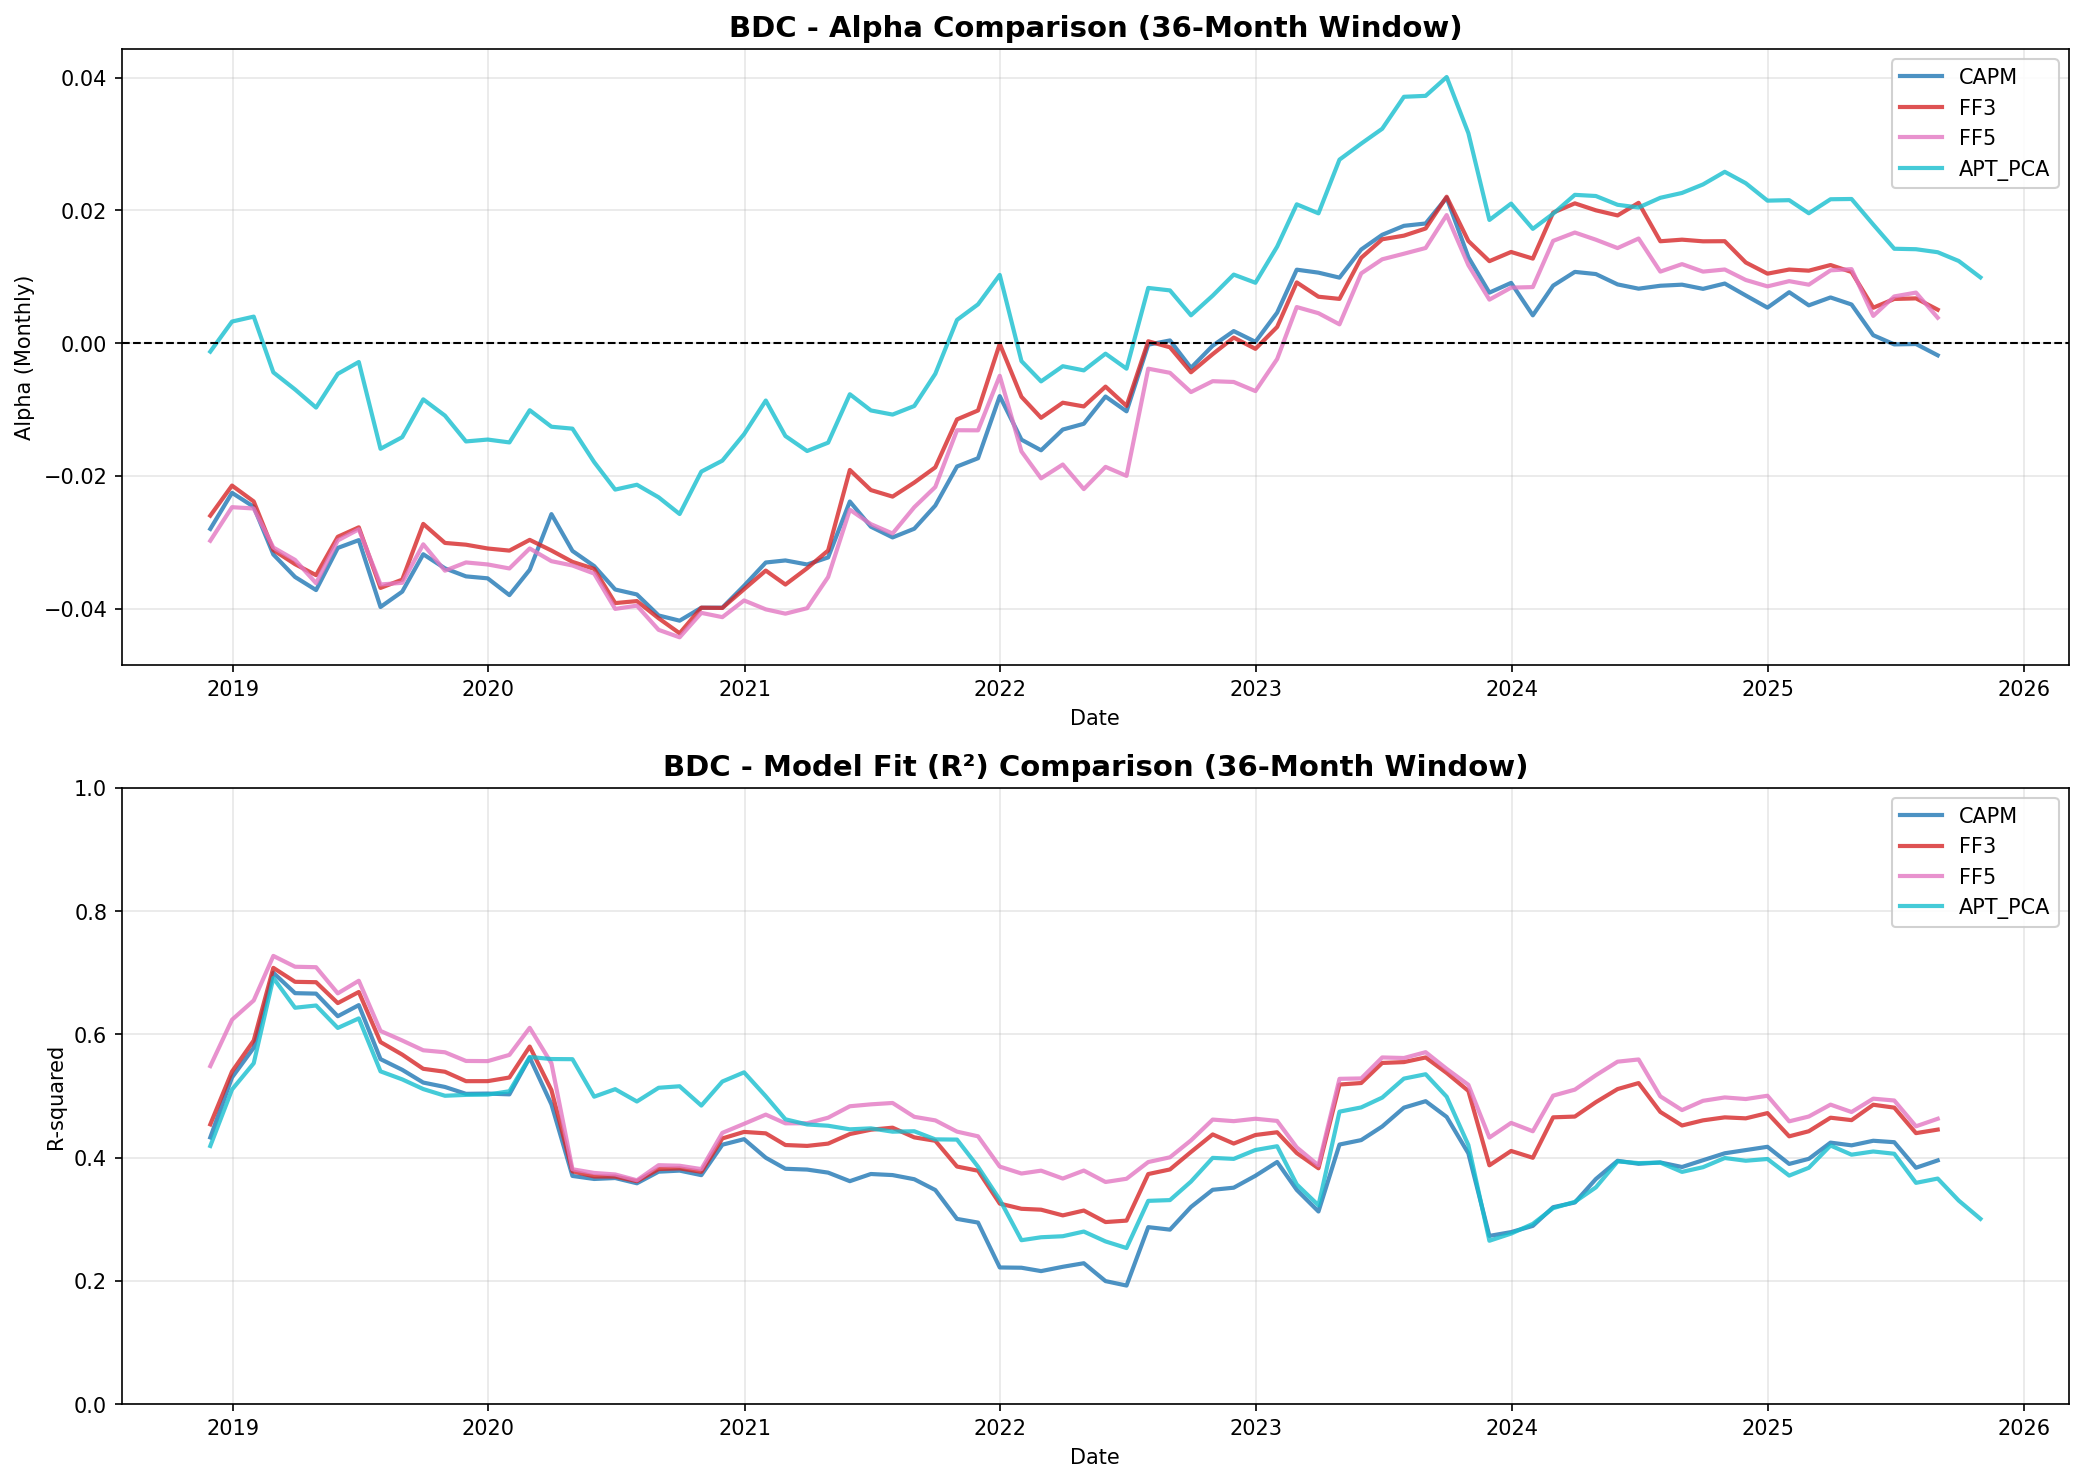 BDC - Alpha Comparison (36-Month Window)
CAPM
FF3
FF5
APT_PCA
0.04
0.02
0.00
−0.02
−0.04
Alpha (Monthly)
2019 2020 2021 2022 2023 2024 2025 2026
Date
BDC - Model Fit (R²) Comparison (36-Month Window)
CAPM
FF3
FF5
APT_PCA
1.0
0.8
0.6
0.4
0.2
0.0
R-squared
2019 2020 2021 2022 2023 2024 2025 2026
Date